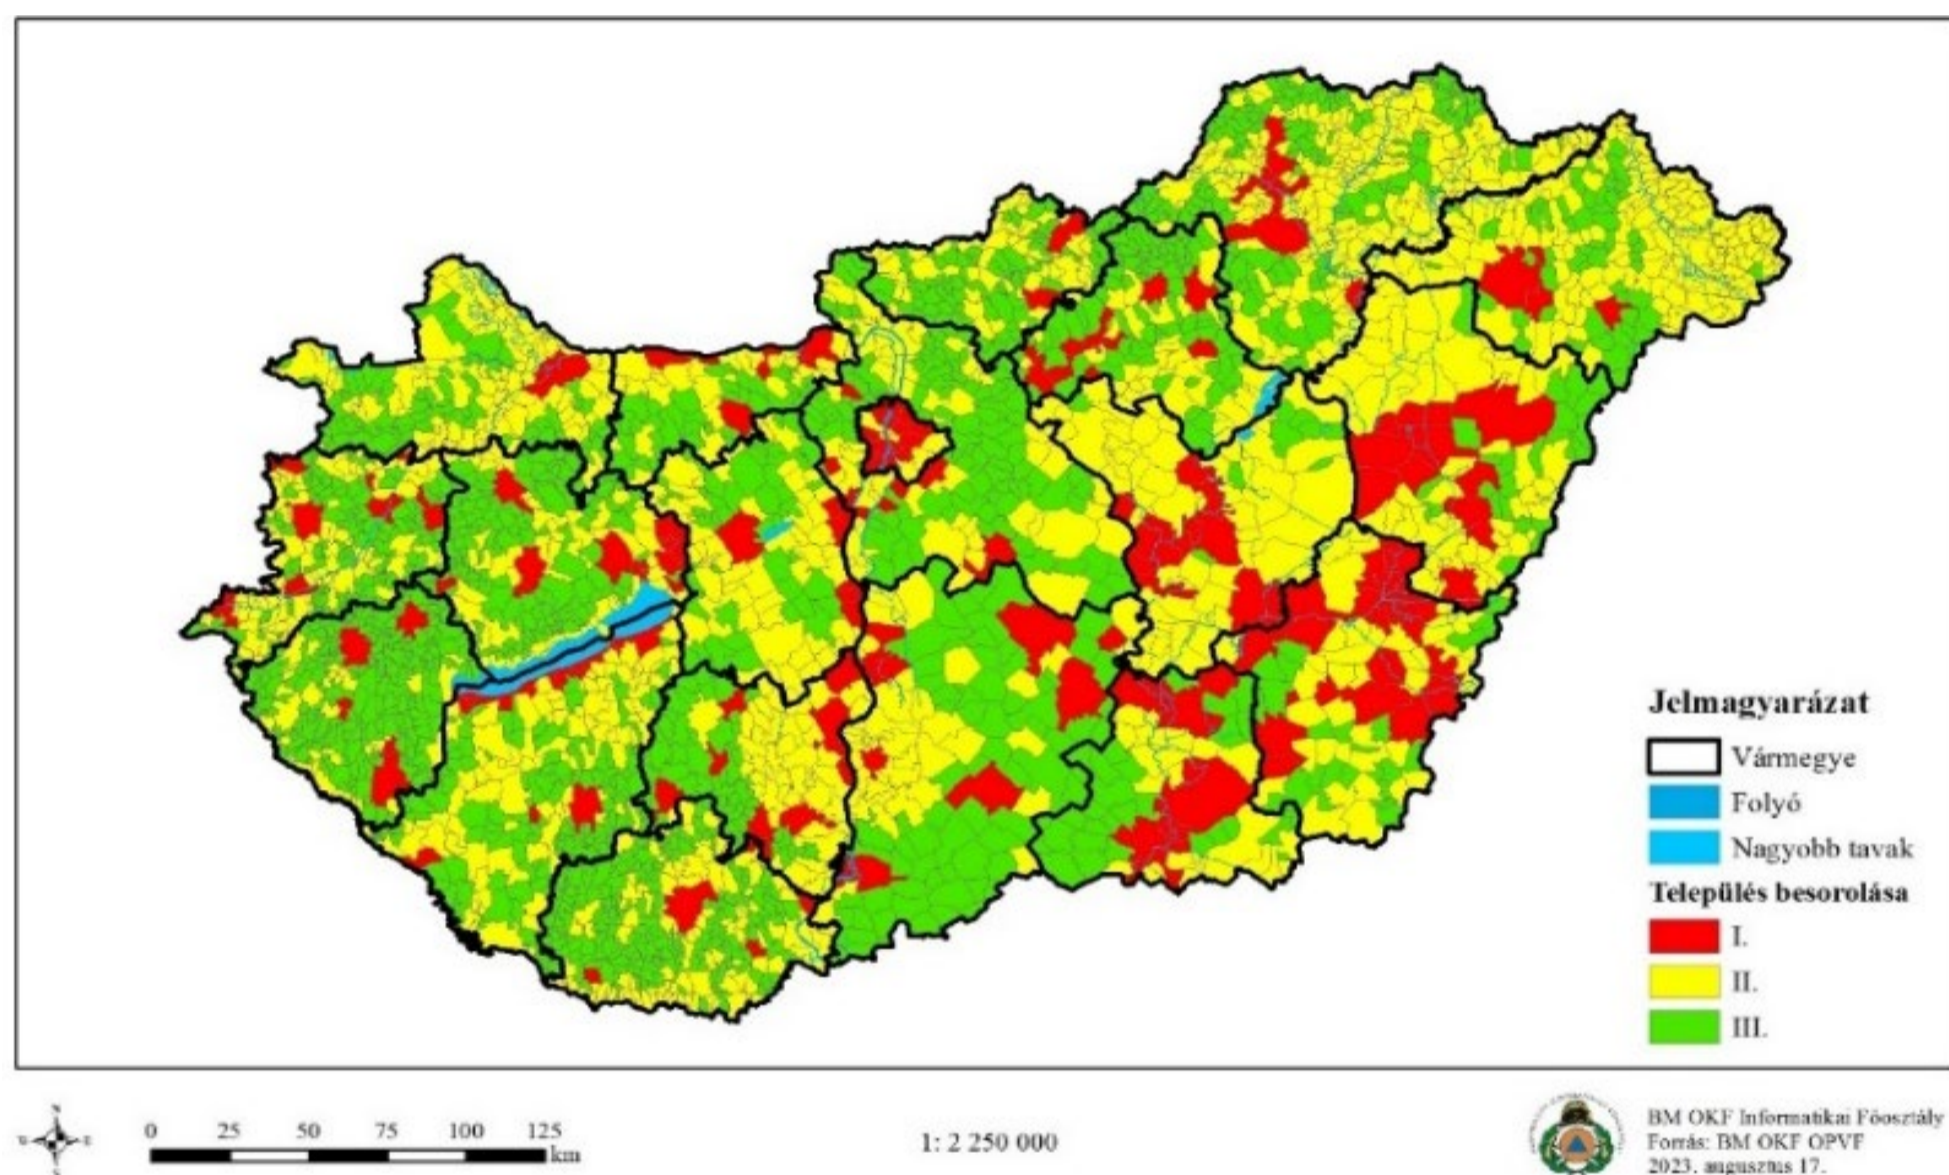 Jelmagyarázat
Vármegye
Folyó
Nagyobb tavak
Település besorolása
I.
II.
III.
N
S
0 25 50 75 100 125
km
1: 2 250 000
BM OKF Informatikai Főosztály
Forrás: BM OKF OPVF
2023. augusztus 17.